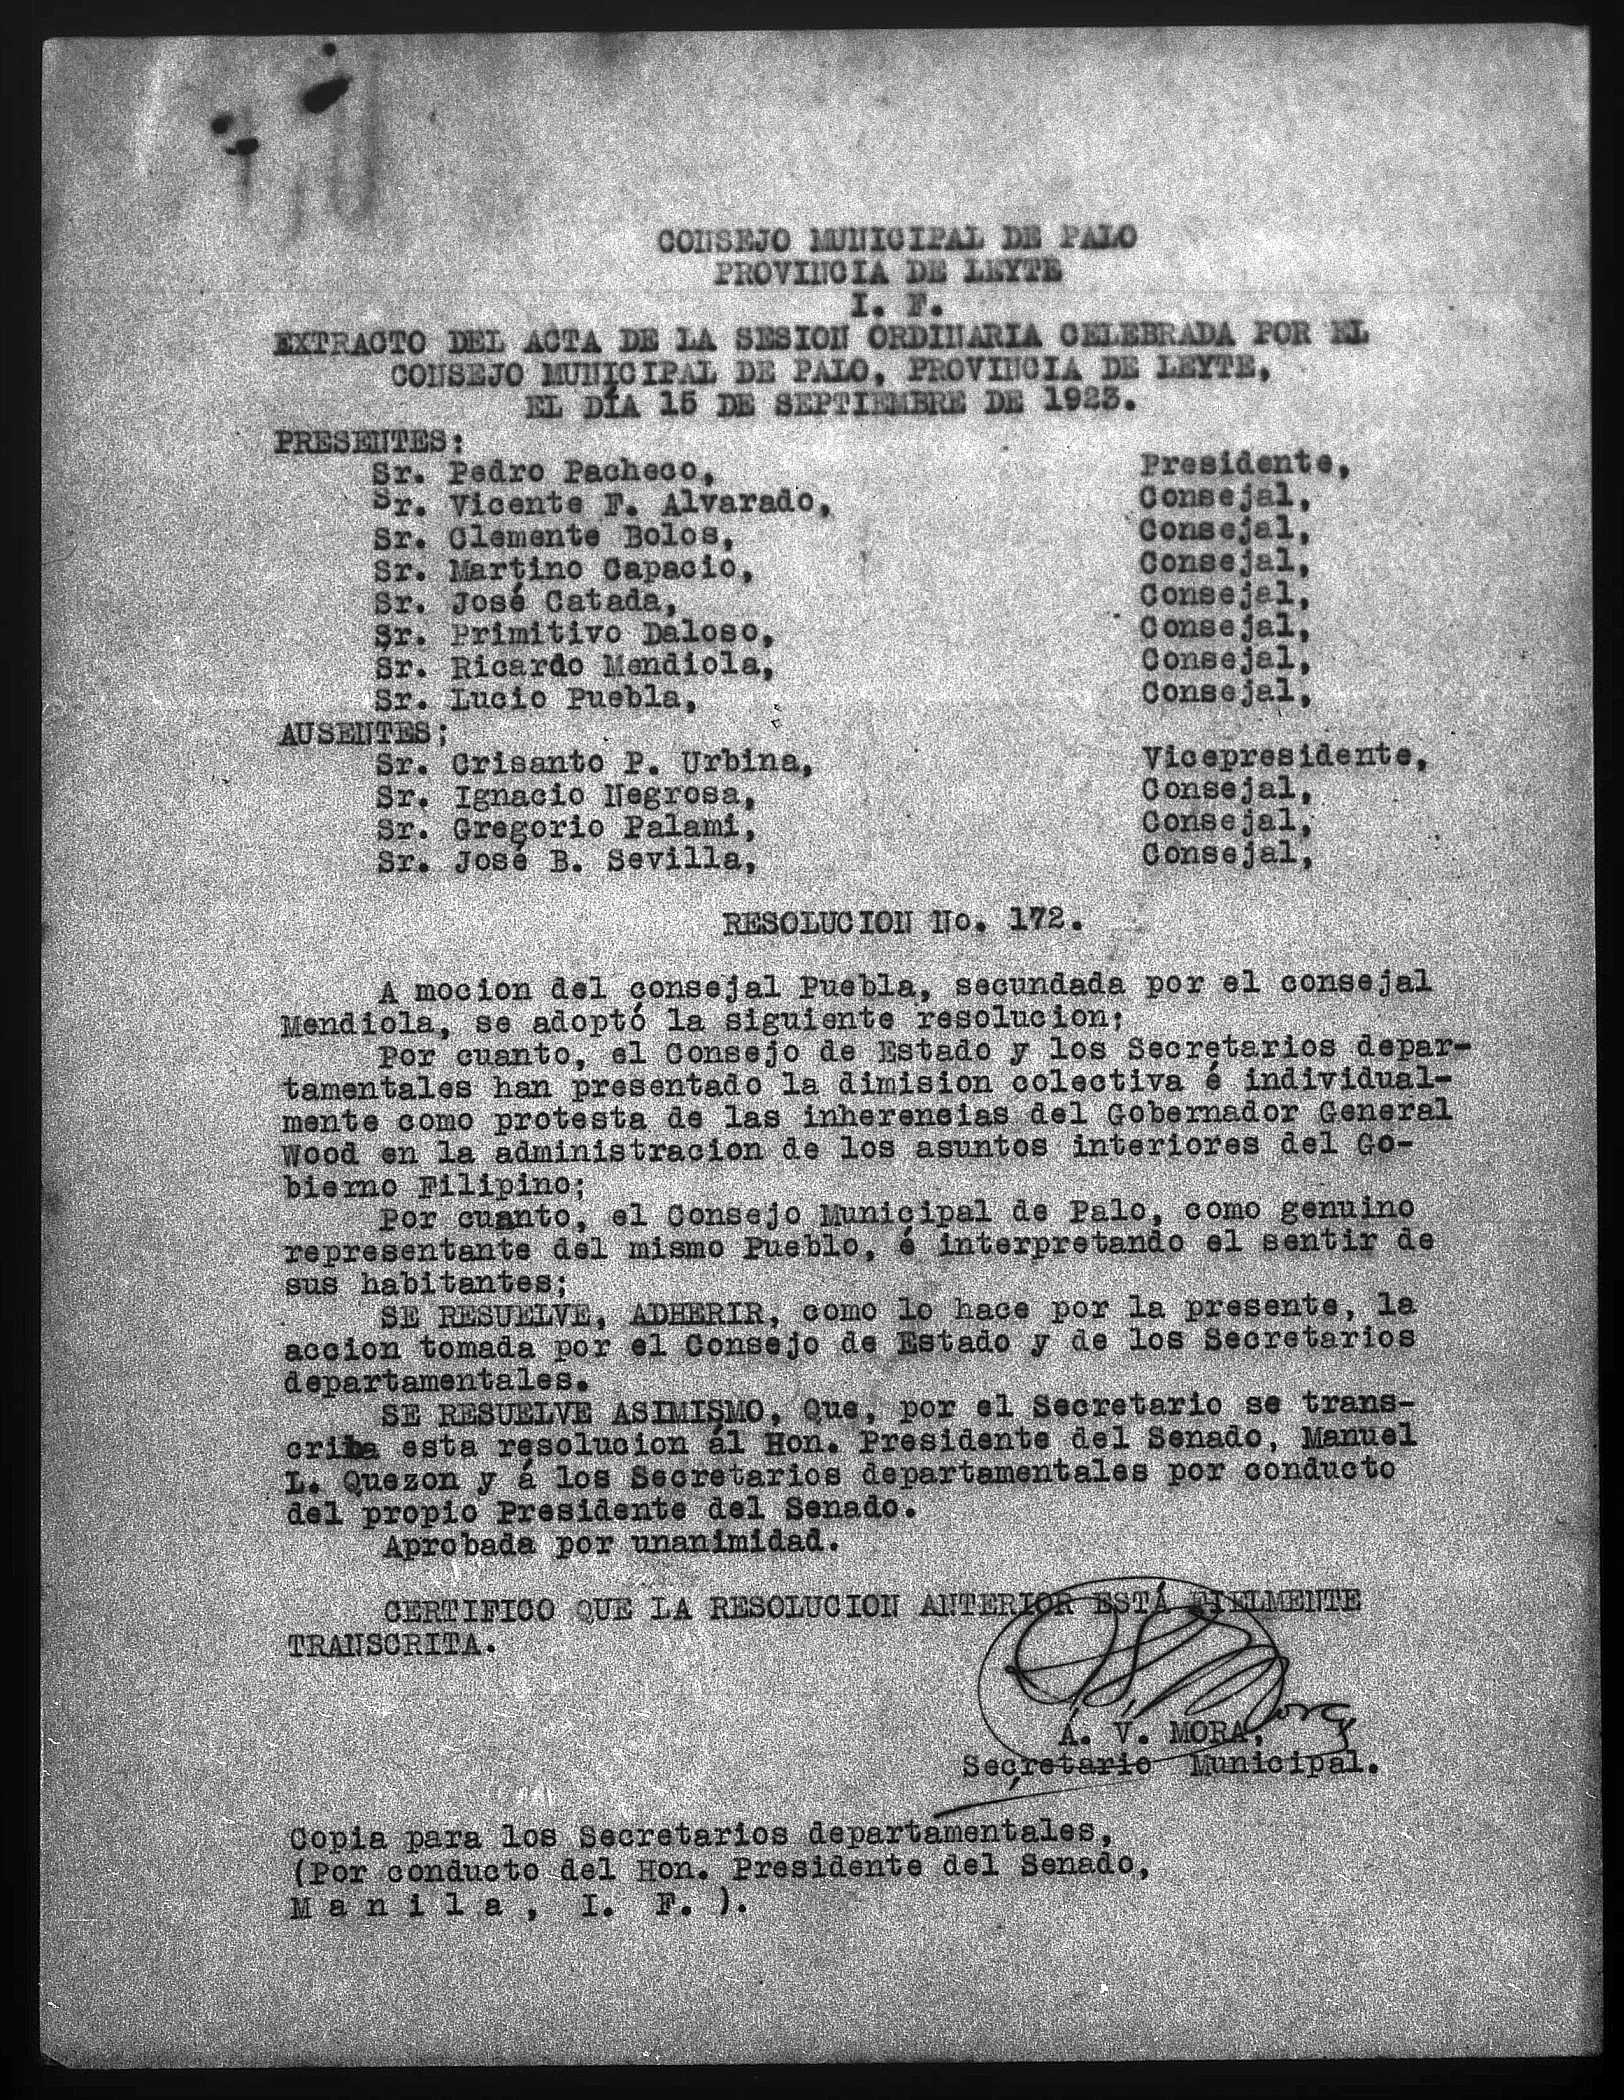 CONSEJO MUNICIPAL DE PALO
PROVINCIA DE LEYTE
I. F.
EXTRACTO DEL ACTA DE LA SESION ORDINARIA CELEBRADA POR EL
CONSEJO MUNICIPAL DE PALO, PROVINCIA DE LEYTE,
EL DÍA 15 DE SEPTIEMBRE DE 1923.
PRESENTES:
Sr. Pedro Pacheco, Presidente,
Sr. Vicente F. Alvarado, Consejal,
Sr. Clemente Bolos, Consejal,
Sr. Martino Capacio, Consejal,
Sr. José Catada, Consejal,
Sr. Primitivo Daloso, Consejal,
Sr. Ricardo Mendiola, Consejal,
Sr. Lucio Puebla, Consejal,
AUSENTES;
Sr. Crisanto P. Urbina, Vicepresidente,
Sr. Ignacio Negrosa, Consejal,
Sr. Gregorio Palami, Consejal,
Sr. José B. Sevilla, Consejal,
RESOLUCION No. 172.
A mocion del consejal Puebla, secundada por el consejal
Mendiola, se adoptó la siguiente resolucion;
Por cuanto, el Consejo de Estado y los Secretarios depar-
tamentales han presentado la dimision colectiva é individual-
mente como protesta de las inherencias del Gobernador General
Wood en la administracion de los asuntos interiores del Go-
bierno Filipino;
Por cuanto, el Consejo Municipal de Palo, como genuino
representante del mismo Pueblo, é interpretando el sentir de
sus habitantes;
SE RESUELVE, ADHERIR, como lo hace por la presente, la
accion tomada por el Consejo de Estado y de los Secretarios
departamentales.
SE RESUELVE ASIMISMO, Que, por el Secretario se trans-
criba esta resolucion ál Hon. Presidente del Senado, Manuel
L. Quezon y á los Secretarios departamentales por conducto
del propio Presidente del Senado.
Aprobada por unanimidad.
CERTIFICO QUE LA RESOLUCION ANTERIOR ESTÁ FIELMENTE
TRANSCRITA.
A. V. MORA,
Secretario Municipal.
Copia para los Secretarios departamentales,
(Por conducto del Hon. Presidente del Senado,
M a n i l a , I. F. ).